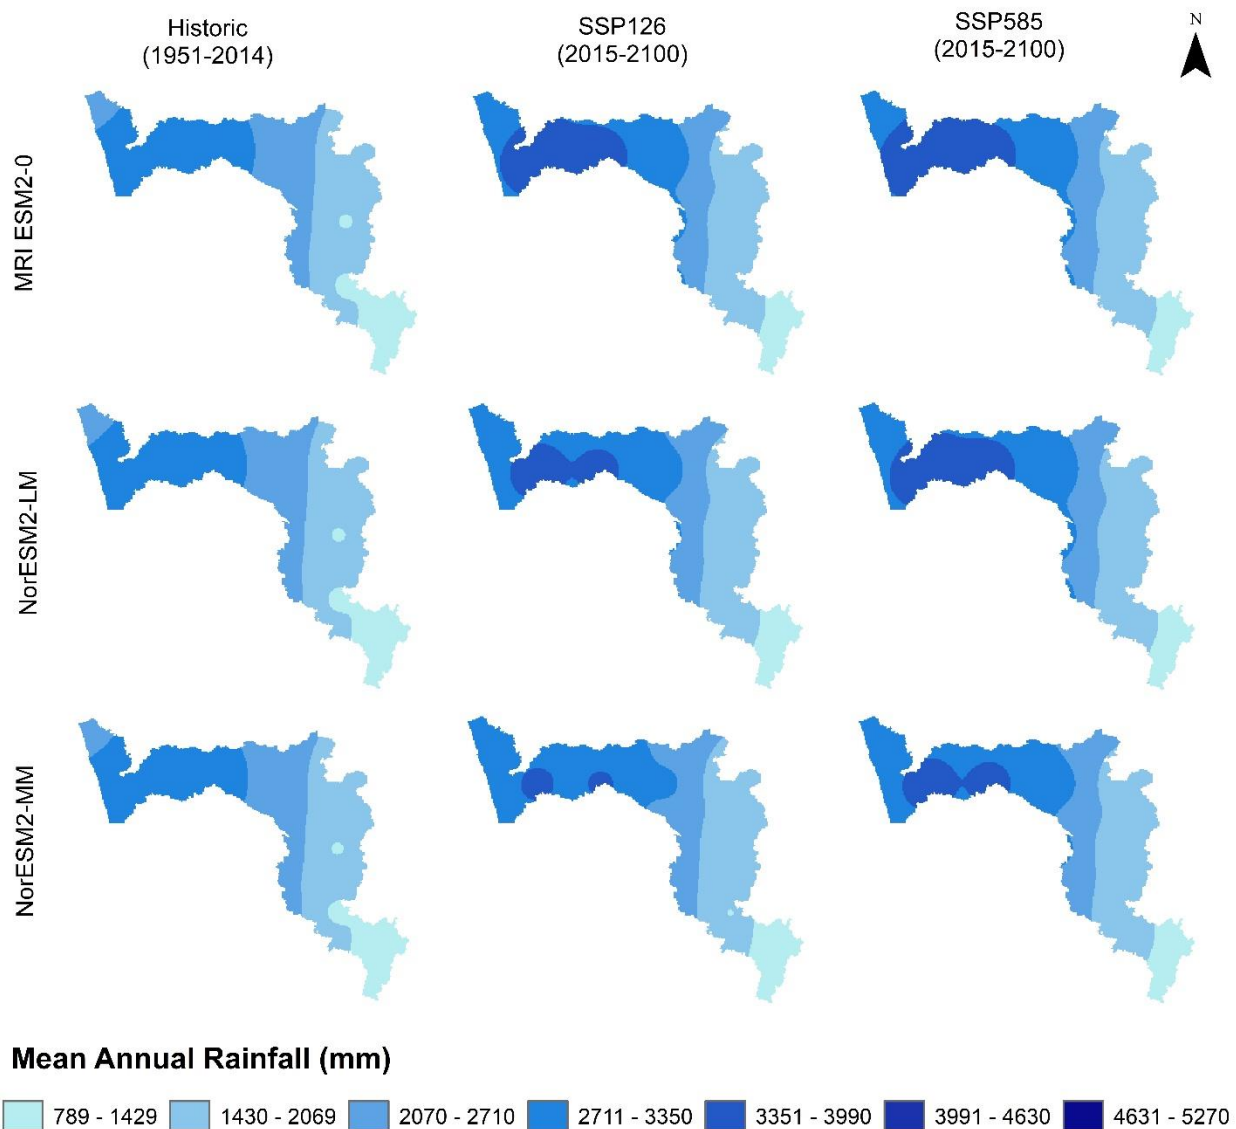 Historic
(1951-2014)
SSP126
(2015-2100)
SSP585
(2015-2100)
N
MRI ESM2-0
NorESM2-LM
NorESM2-MM
Mean Annual Rainfall (mm)
789 - 1429
1430 - 2069
2070 - 2710
2711 - 3350
3351 - 3990
3991 - 4630
4631 - 5270